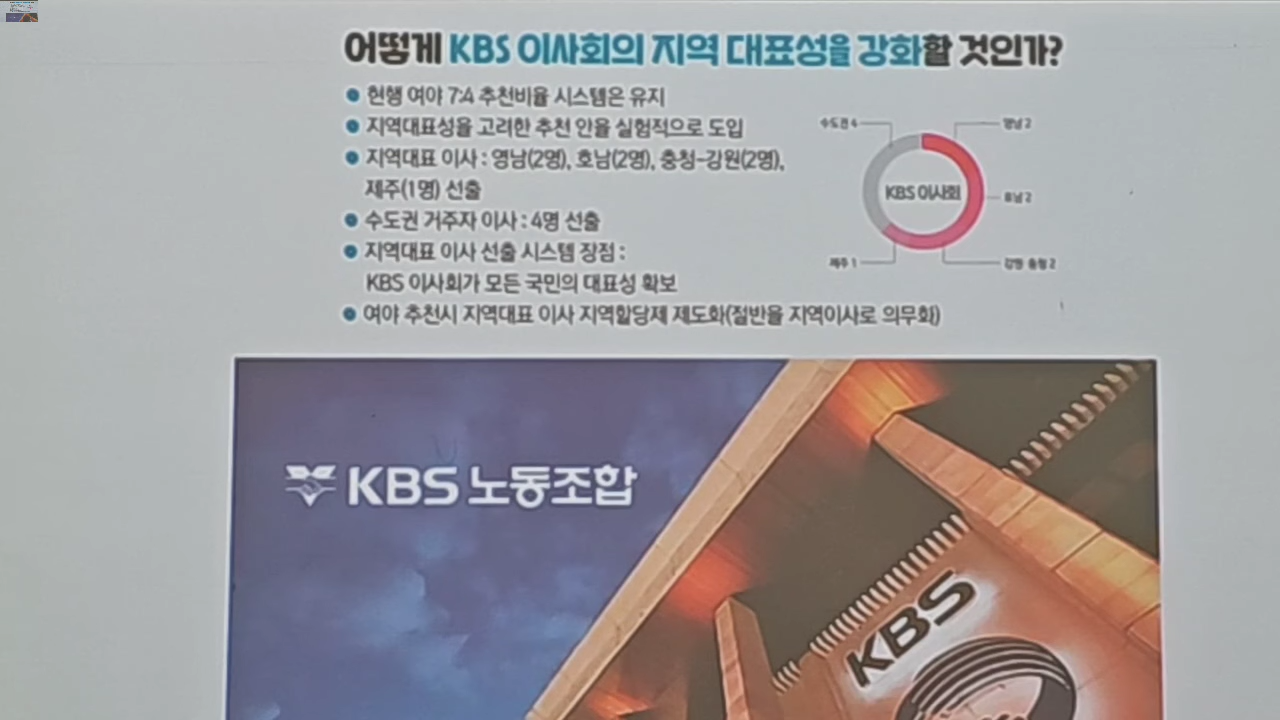 어떻게 KBS 이사회의 지역 대표성을 강화할 것인가?
현행 여야 7:4 추천비율 시스템은 유지
지역대표성을 고려한 추천 안을 실험적으로 도입
지역대표 이사 : 영남(2명), 호남(2명), 충청-강원(2명),
제주(1명) 선출
수도권 거주자 이사 : 4명 선출
지역대표 이사 선출 시스템 장점 :
KBS 이사회가 모든 국민의 대표성 확보
여야 추천시 지역대표 이사 지역할당제 제도화(절반을 지역이사로 의무화)
수도권 4
영남 2
KBS 이사회
호남 2
제주 1
강원 충청 2
KBS 노동조합
KBS